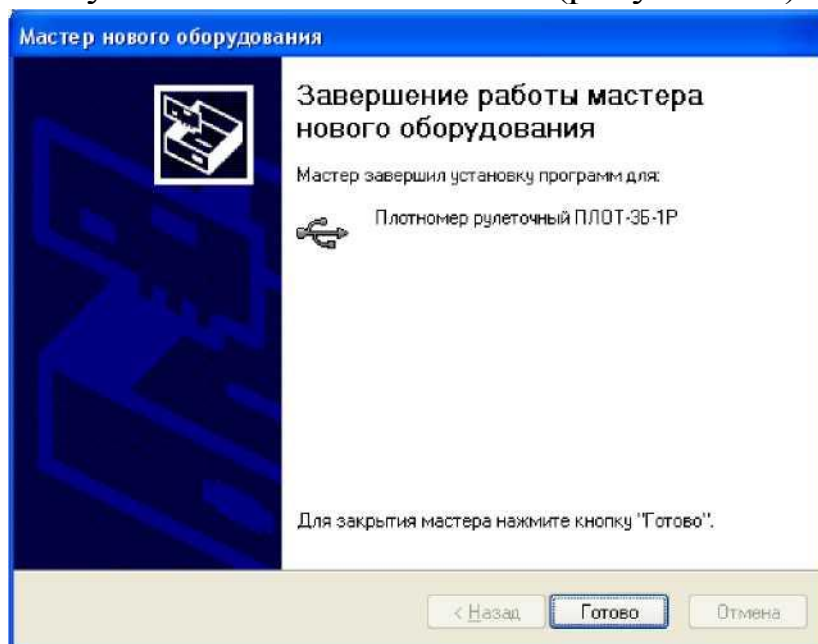 Мастер нового оборудования
Завершение работы мастера
нового оборудования
Мастер завершил установку программ для:
Плотномер рулеточный ПЛОТ-3Б-1Р
Для закрытия мастера нажмите кнопку "Готово".
< Назад
Готово
Отмена